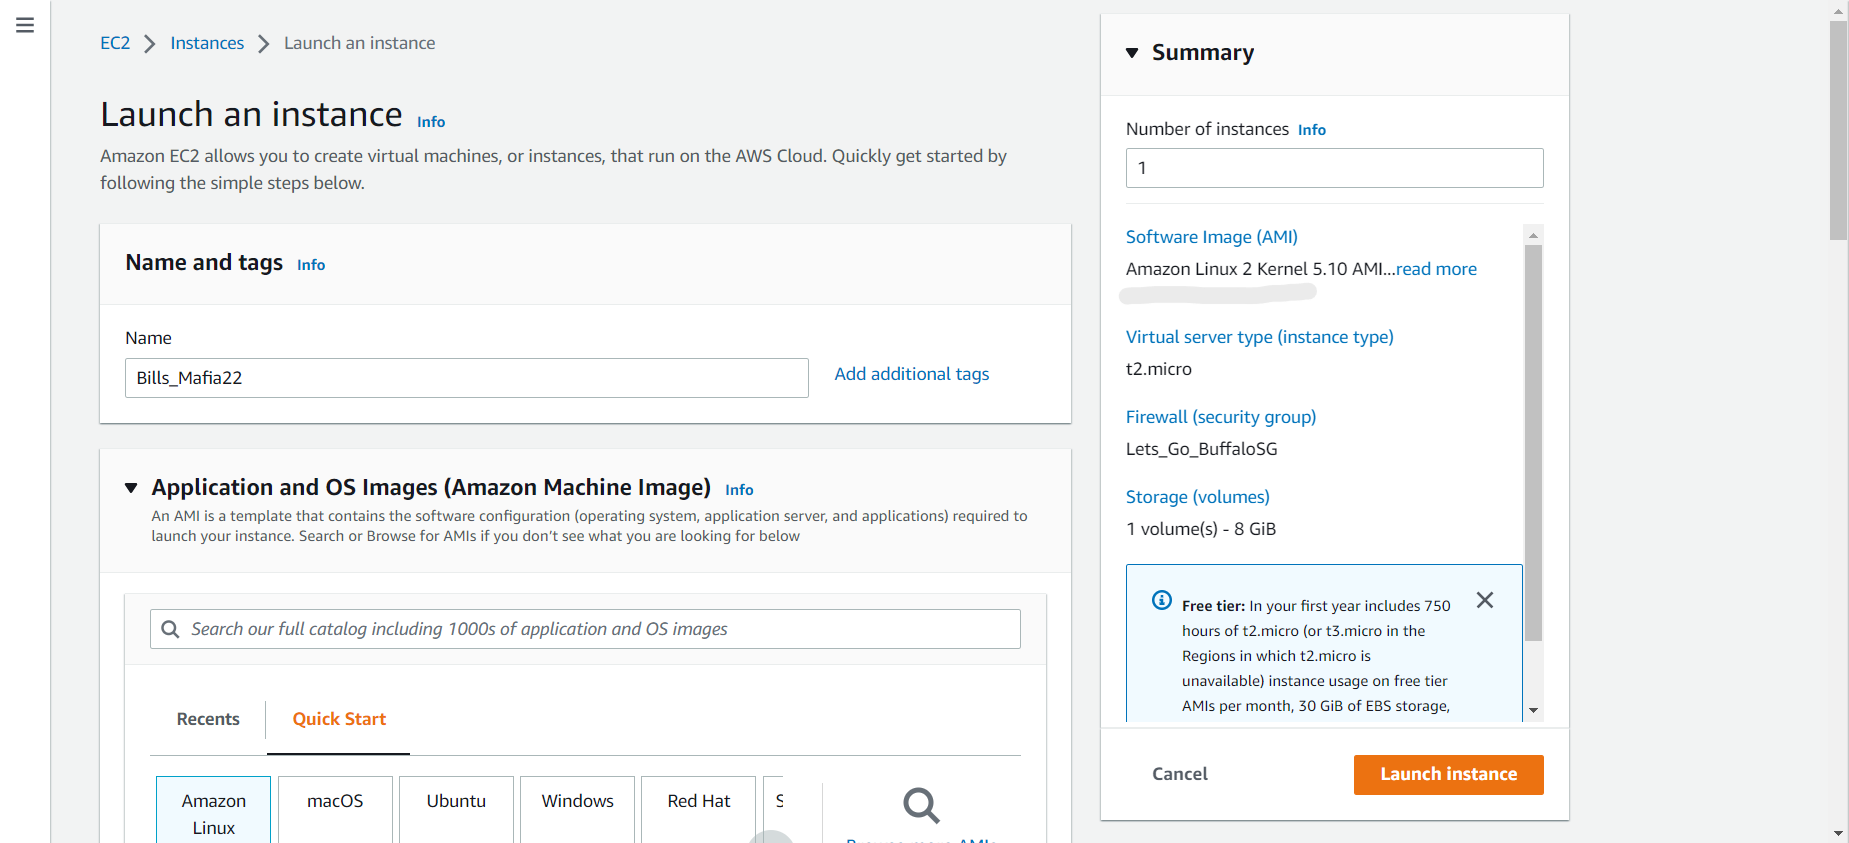 EC2 Instances Launch an instance
Launch an instance Info
Amazon EC2 allows you to create virtual machines, or instances, that run on the AWS Cloud. Quickly get started by
following the simple steps below.
Name and tags Info
Name
Bills_Mafia22
Add additional tags
Application and OS Images (Amazon Machine Image) Info
An AMI is a template that contains the software configuration (operating system, application server, and applications) required to
launch your instance. Search or Browse for AMIs if you don't see what you are looking for below
Search our full catalog including 1000s of application and OS images
Recents
Quick Start
Amazon
Linux
macOS
Ubuntu
Windows
Red Hat
S
Browse more AMIs
Summary
Number of instances Info
1
Software Image (AMI)
Amazon Linux 2 Kernel 5.10 AMI...read more
Virtual server type (instance type)
t2.micro
Firewall (security group)
Lets_Go_BuffaloSG
Storage (volumes)
1 volume(s) - 8 GiB
Free tier: In your first year includes 750
hours of t2.micro (or t3.micro in the
Regions in which t2.micro is
unavailable) instance usage on free tier
AMIs per month, 30 GiB of EBS storage,
Cancel
Launch instance